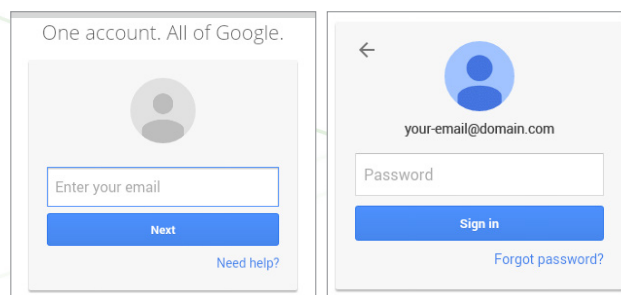 One account. All of Google.
Enter your email
Next
Need help?
your-email@domain.com
Password
Sign in
Forgot password?